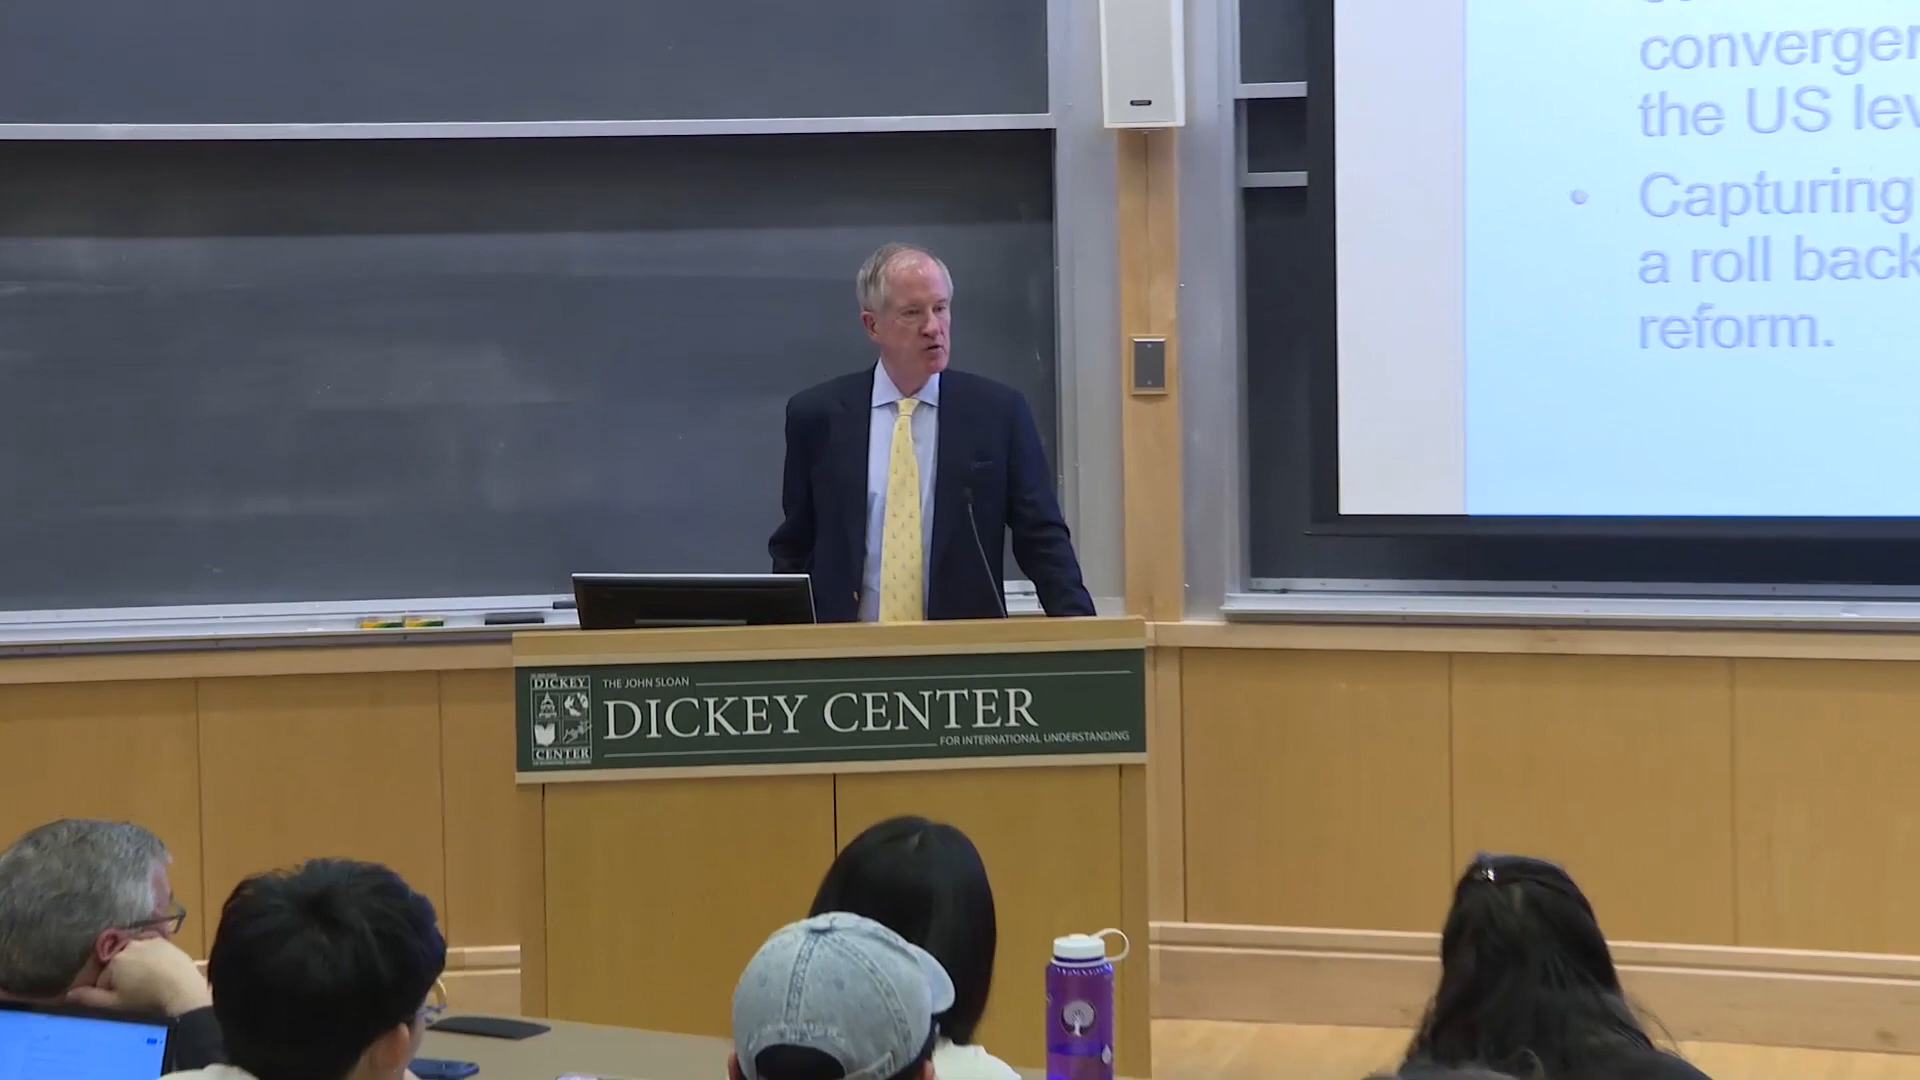 converger
the US lev
• Capturing
a roll back
reform.
DICKEY
CENTER
THE JOHN SLOAN
DICKEY CENTER
FOR INTERNATIONAL UNDERSTANDING